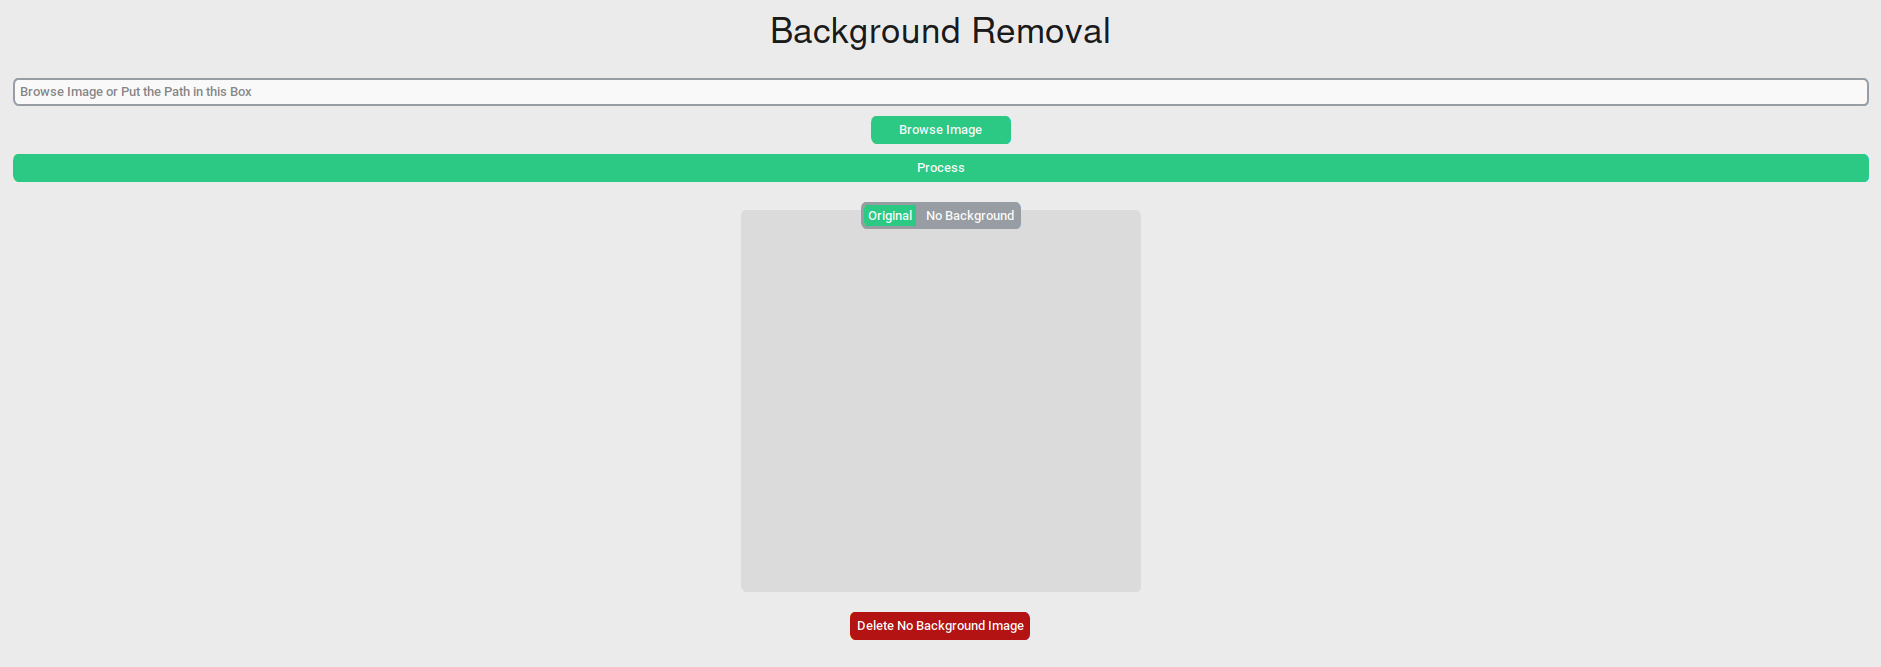 Background Removal
Browse Image or Put the Path in this Box
Browse Image
Process
Original No Background
Delete No Background Image